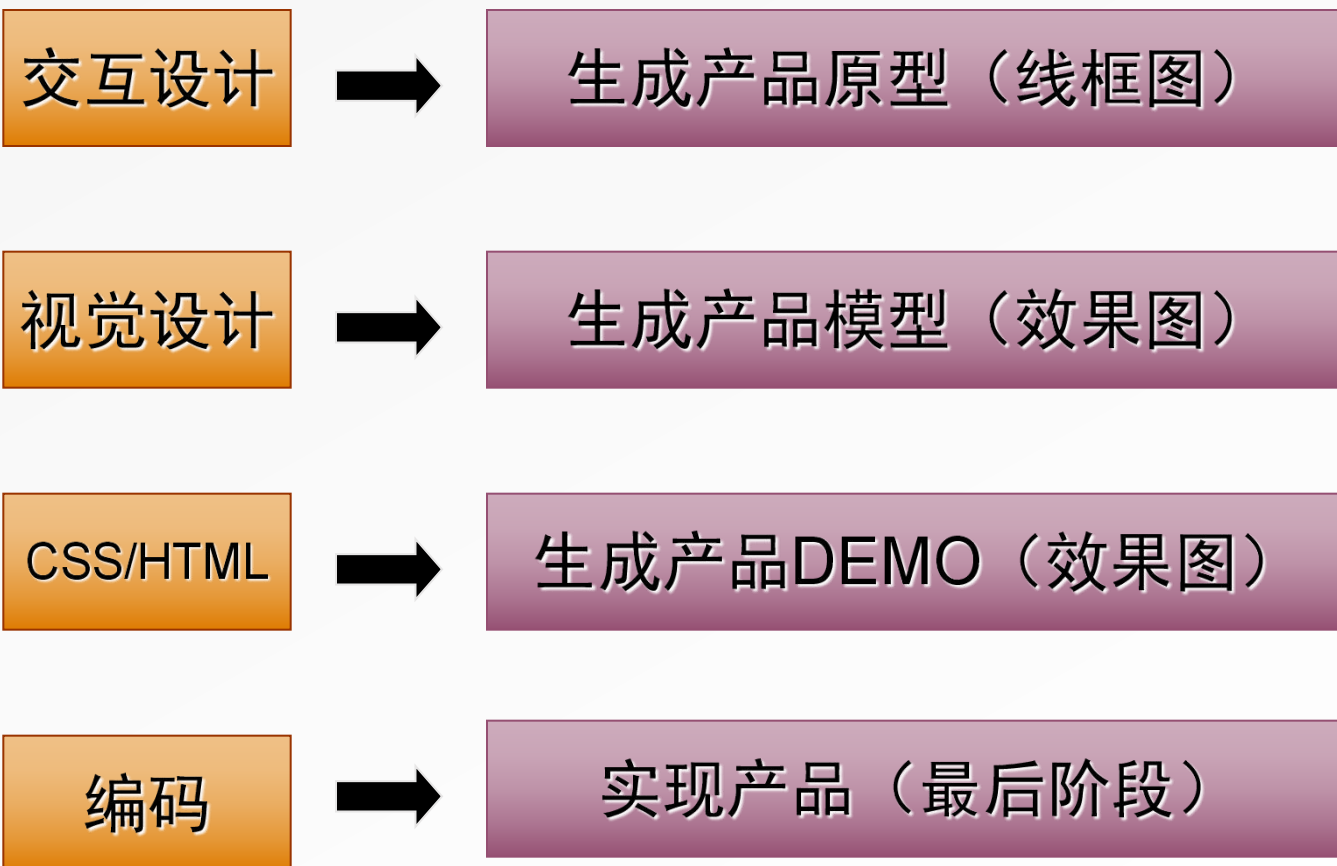 交互设计
生成产品原型（线框图）
视觉设计
生成产品模型（效果图）
CSS/HTML
生成产品DEMO（效果图）
编码
实现产品（最后阶段）